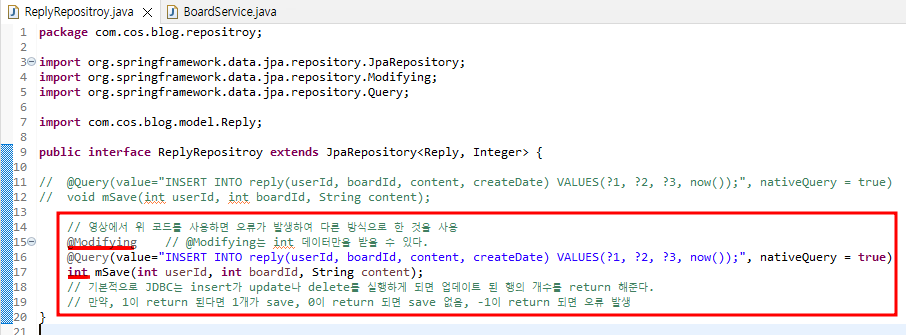 ReplyRepositroy.java BoardService.java
1 package com.cos.blog.repositroy;
2
3 import org.springframework.data.jpa.repository.JpaRepository;
4 import org.springframework.data.jpa.repository.Modifying;
5 import org.springframework.data.jpa.repository.Query;
6
7 import com.cos.blog.model.Reply;
8
9 public interface ReplyRepositroy extends JpaRepository<Reply, Integer> {
10
11 // @Query(value="INSERT INTO reply(userId, boardId, content, createDate) VALUES(?1, ?2, ?3, now());", nativeQuery = true)
12 // void mSave(int userId, int boardId, String content);
13
14 // 영상에서 위 코드를 사용하면 오류가 발생하여 다른 방식으로 한 것을 사용
15 @Modifying // @Modifying는 int 데이터만을 받을 수 있다.
16 @Query(value="INSERT INTO reply(userId, boardId, content, createDate) VALUES(?1, ?2, ?3, now());", nativeQuery = true)
17 int mSave(int userId, int boardId, String content);
18 // 기본적으로 JDBC는 insert가 update나 delete를 실행하게 되면 업데이트 된 행의 개수를 return 해준다.
19 // 만약, 1이 return 된다면 1개가 save, 0이 return 되면 save 없음, -1이 return 되면 오류 발생
20 }
21